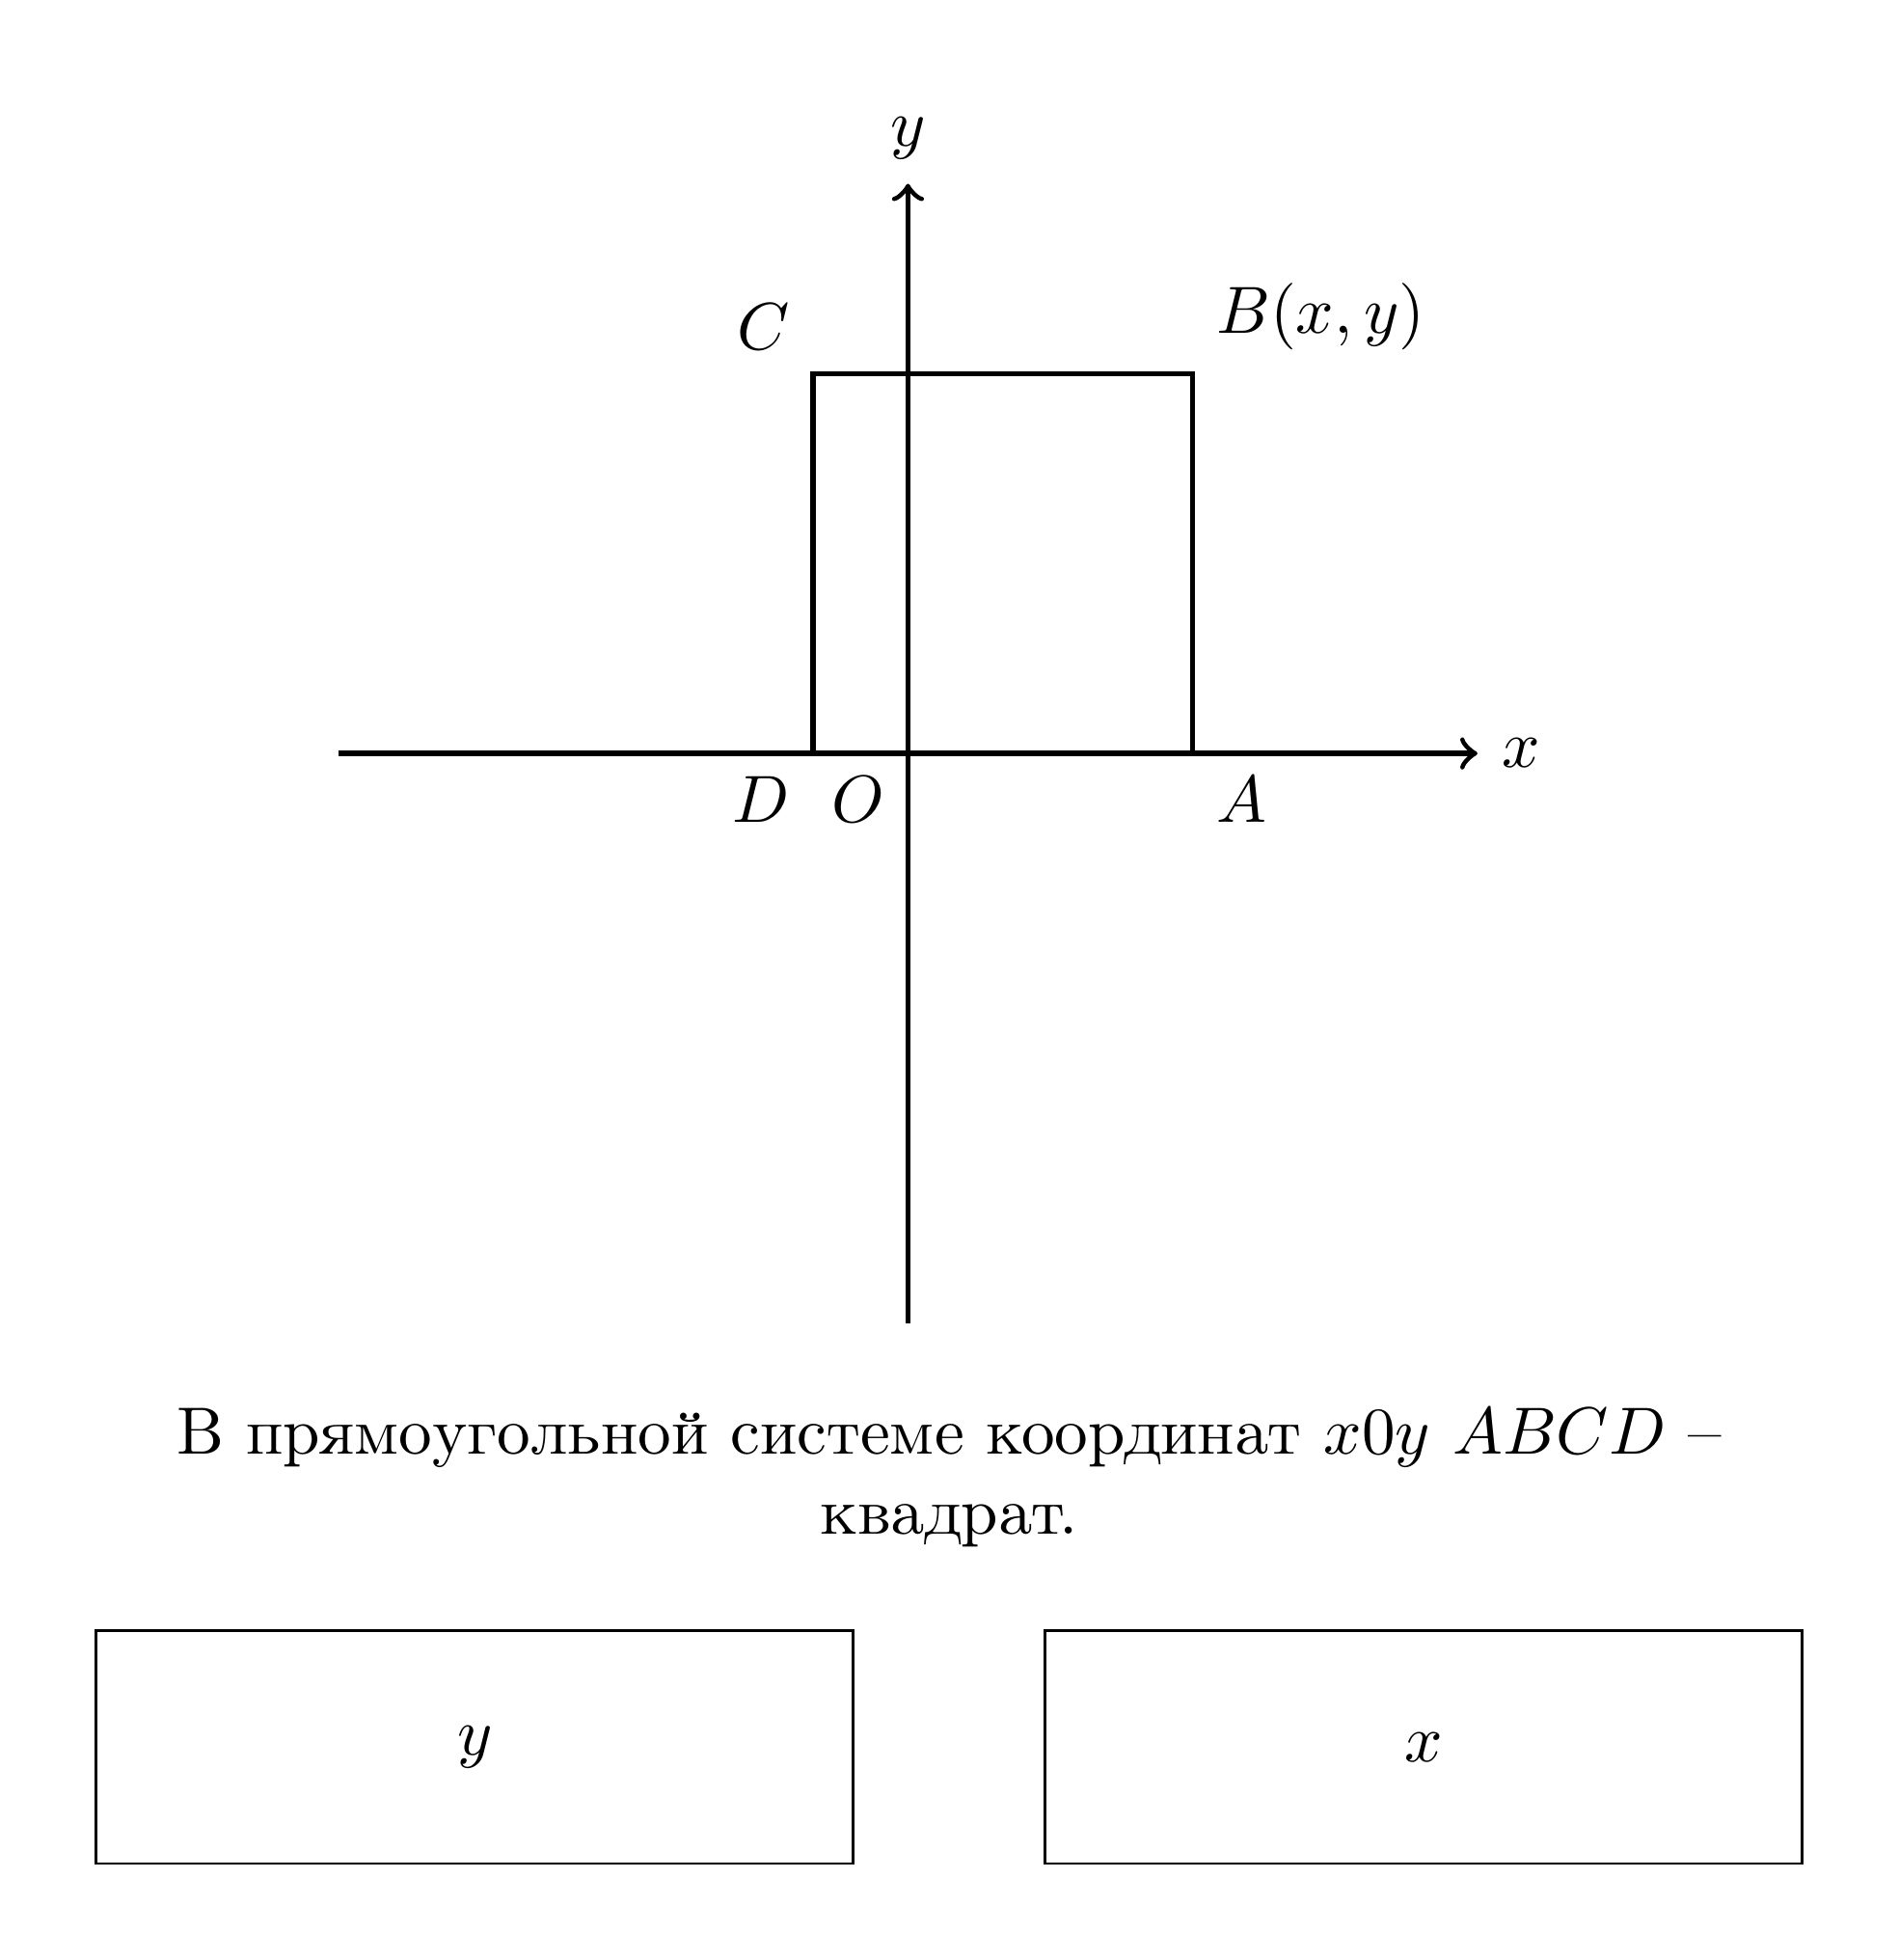 y
C
B(x, y)
x
D O A
В прямоугольной системе координат x0y ABCD –
квадрат.
y
x